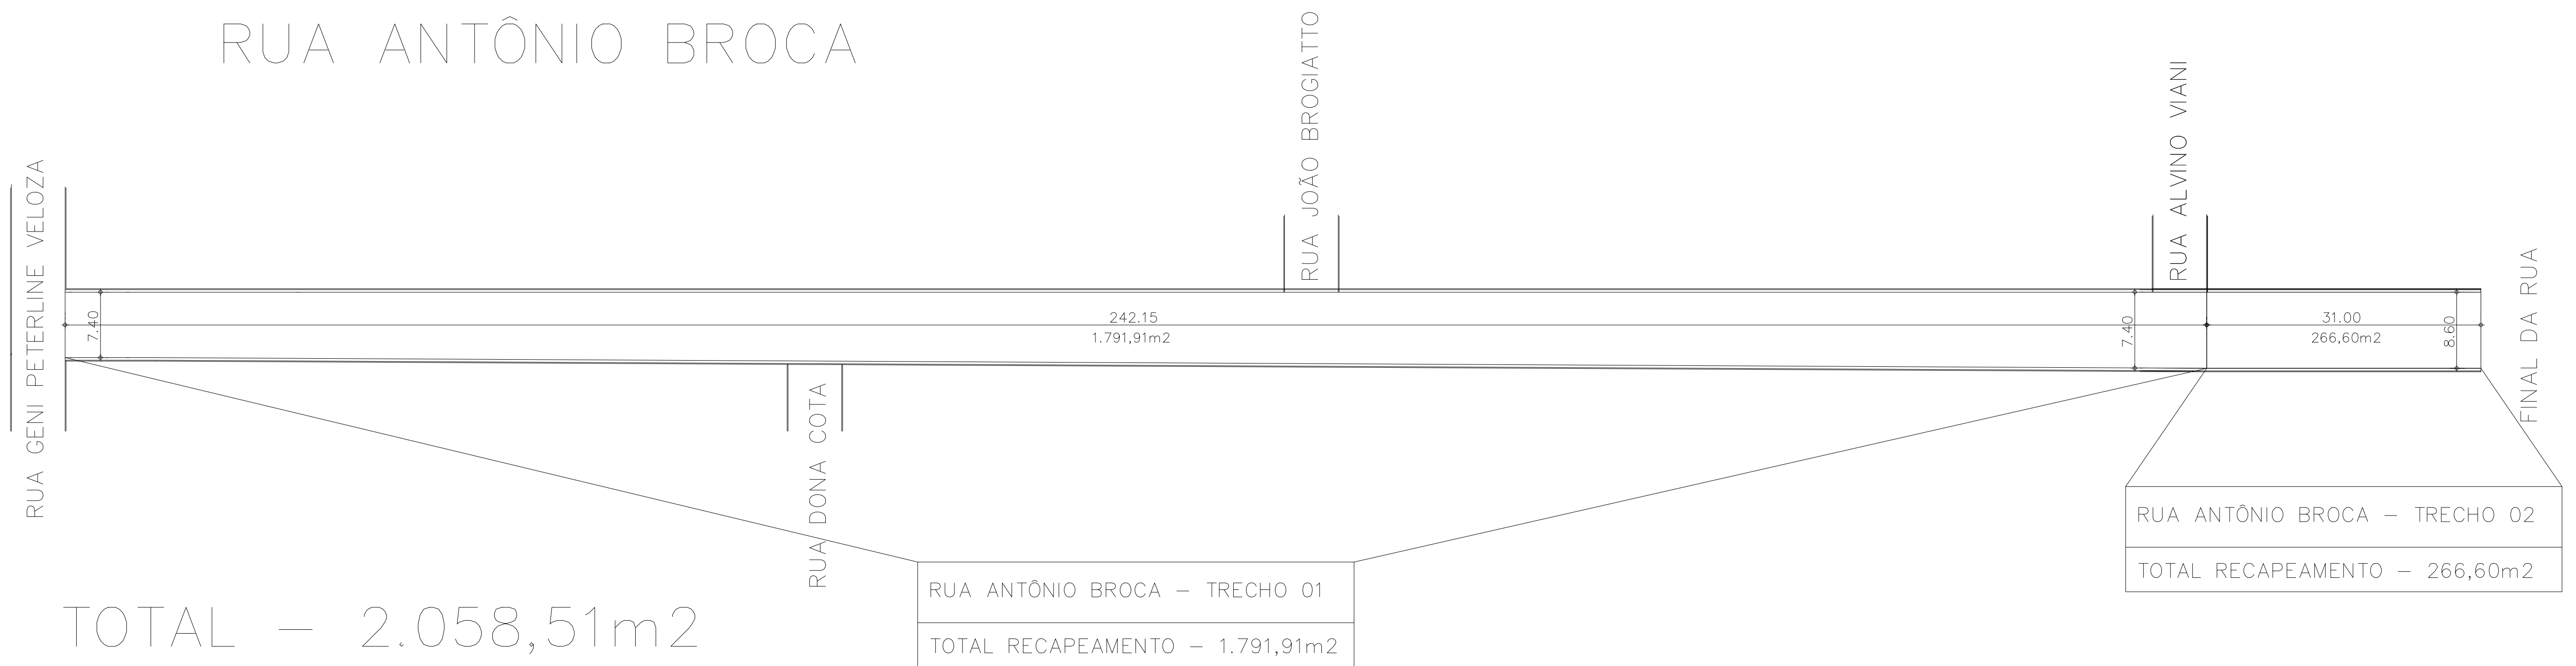 RUA ANTÔNIO BROCA
RUA JOÃO BROGIATTO
RUA ALVINO VIANI
RUA GENI PETERLINE VELOZA
FINAL DA RUA
7.40
242.15
1.791,91m2
7.40
31.00
266,60m2
8.60
RUA DONA COTA
RUA ANTÔNIO BROCA - TRECHO 02
TOTAL RECAPEAMENTO - 266,60m2
RUA ANTÔNIO BROCA - TRECHO 01
TOTAL RECAPEAMENTO - 1.791,91m2
TOTAL - 2.058,51m2